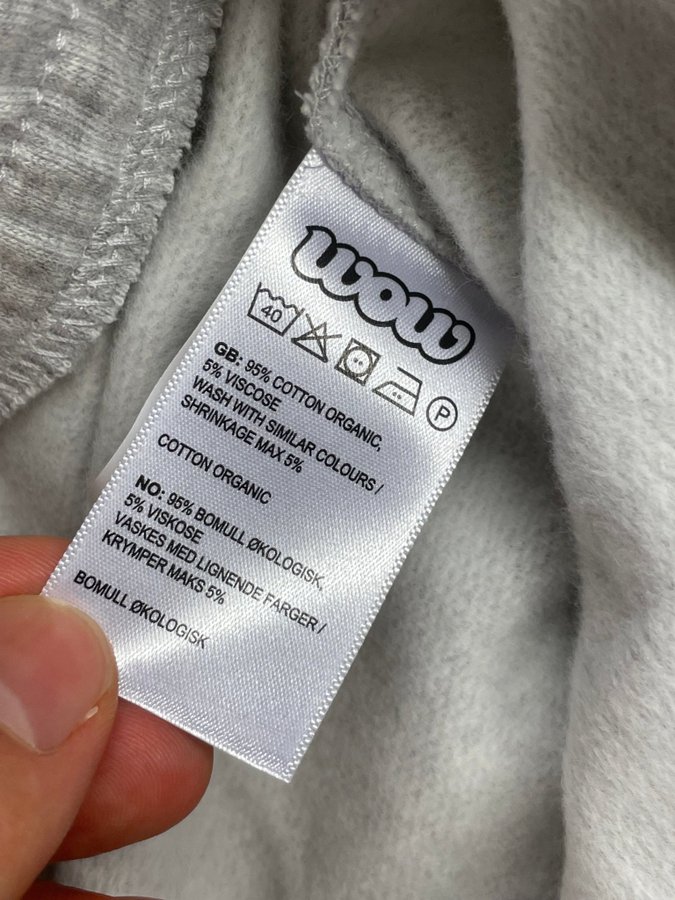 WOW
40
P
GB: 95% COTTON ORGANIC,
5% VISCOSE
WASH WITH SIMILAR COLOURS /
SHRINKAGE MAX 5%
COTTON ORGANIC
NO: 95% BOMULL ØKOLOGISK,
5% VISKOSE
VASKES MED LIGNENDE FARGER /
KRYMPER MAKS 5%
BOMULL ØKOLOGISK